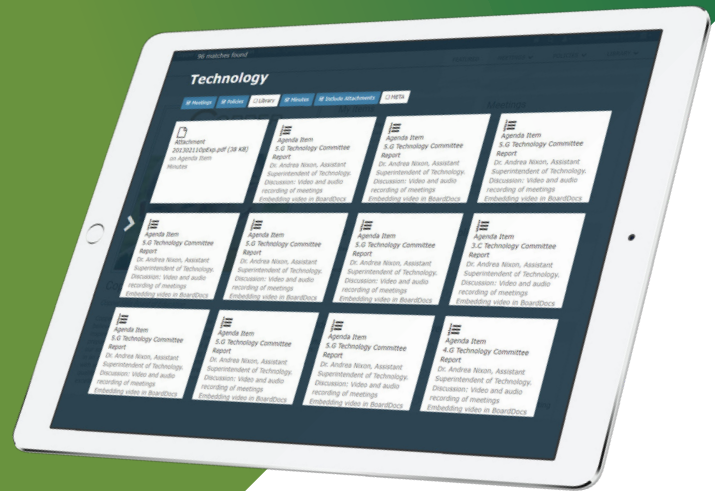 96 matches found
Technology
Meetings
Policies
Library
Minutes
Include Attachments
META
Attachment
20130211OpExp.pdf (38 KB)
on Agenda Item
Minutes
Agenda Item
5.G Technology Committee
Report
Dr. Andrea Nixon, Assistant
Superintendent of Technology.
Discussion: Video and audio
recording of meetings
Embedding video in BoardDocs
Agenda Item
5.G Technology Committee
Report
Dr. Andrea Nixon, Assistant
Superintendent of Technology.
Discussion: Video and audio
recording of meetings
Embedding video in BoardDocs
Agenda Item
5.G Technology Committee
Report
Dr. Andrea Nixon, Assistant
Superintendent of Technology.
Discussion: Video and audio
recording of meetings
Embedding video in BoardDocs
Agenda Item
5.G Technology Committee
Report
Dr. Andrea Nixon, Assistant
Superintendent of Technology.
Discussion: Video and audio
recording of meetings
Embedding video in BoardDocs
Agenda Item
5.G Technology Committee
Report
Dr. Andrea Nixon, Assistant
Superintendent of Technology.
Discussion: Video and audio
recording of meetings
Embedding video in BoardDocs
Agenda Item
5.G Technology Committee
Report
Dr. Andrea Nixon, Assistant
Superintendent of Technology.
Discussion: Video and audio
recording of meetings
Embedding video in BoardDocs
Agenda Item
3.C Technology Committee
Report
Dr. Andrea Nixon, Assistant
Superintendent of Technology.
Discussion: Video and audio
recording of meetings
Embedding video in BoardDocs
Agenda Item
5.G Technology Committee
Report
Dr. Andrea Nixon, Assistant
Superintendent of Technology.
Discussion: Video and audio
recording of meetings
Embedding video in BoardDocs
Agenda Item
5.G Technology Committee
Report
Dr. Andrea Nixon, Assistant
Superintendent of Technology.
Discussion: Video and audio
recording of meetings
Embedding video in BoardDocs
Agenda Item
5.G Technology Committee
Report
Dr. Andrea Nixon, Assistant
Superintendent of Technology.
Discussion: Video and audio
recording of meetings
Embedding video in BoardDocs
Agenda Item
4.G Technology Committee
Report
Dr. Andrea Nixon, Assistant
Superintendent of Technology.
Discussion: Video and audio
recording of meetings
Embedding video in BoardDocs